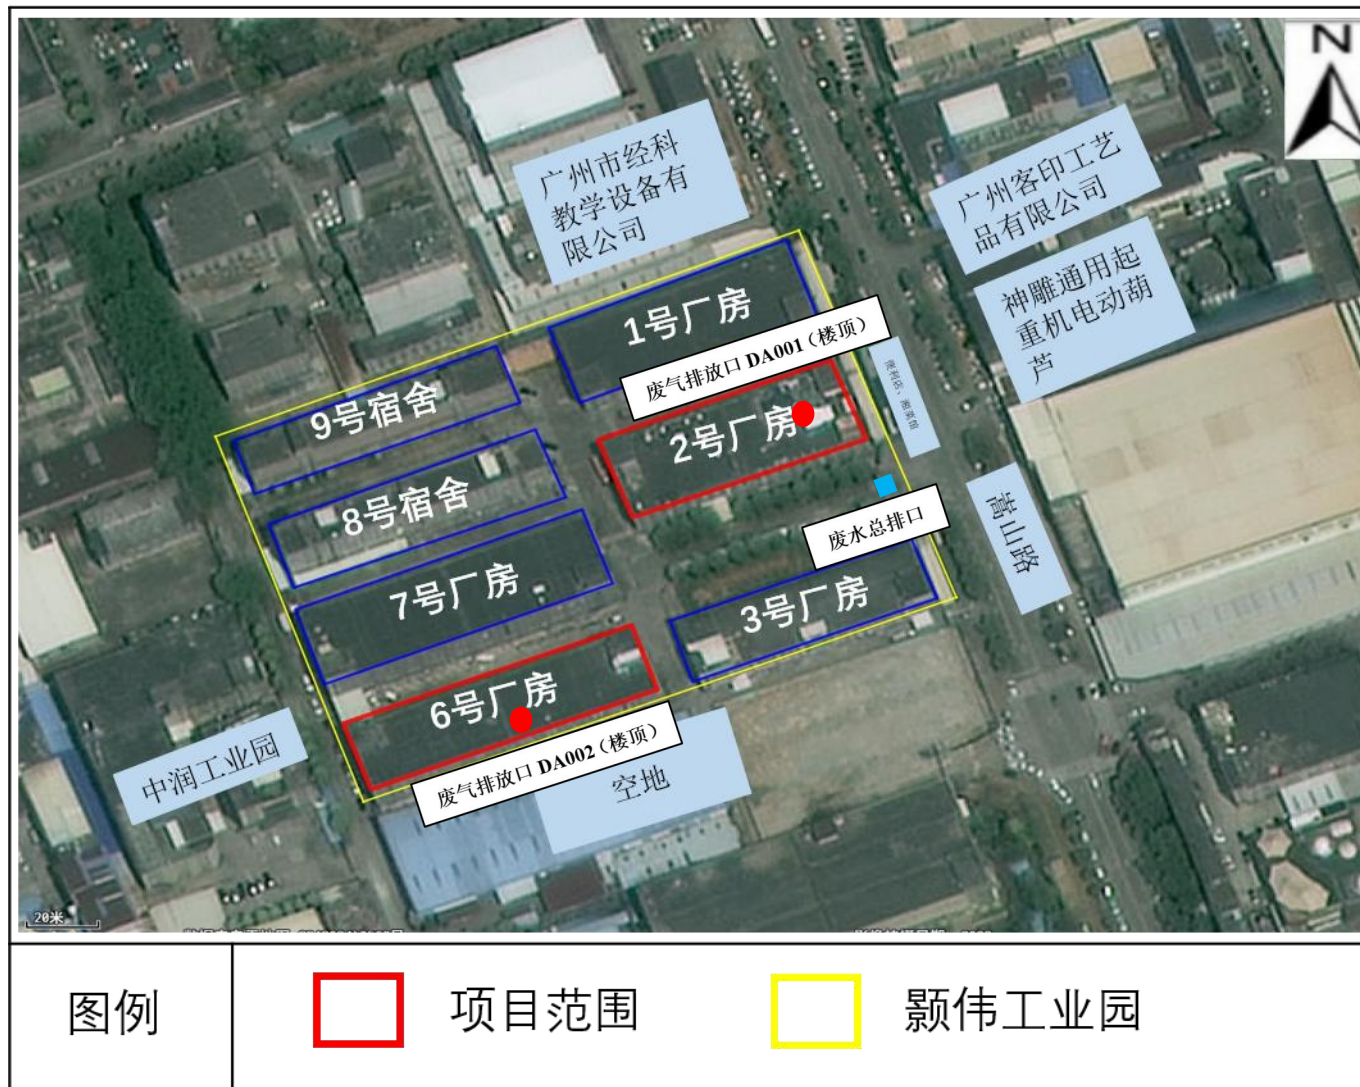 N
广州市经科
教学设备有
限公司
广州客印工艺
品有限公司
神雕通用起
重机电动葫
芦
1号厂房
废气排放口 DA001（楼顶）
2号厂房
9号宿舍
8号宿舍
废水总排口
嵩山路
7号厂房
3号厂房
6号厂房
废气排放口 DA002（楼顶）
空地
中润工业园
20米
图例
项目范围
颢伟工业园